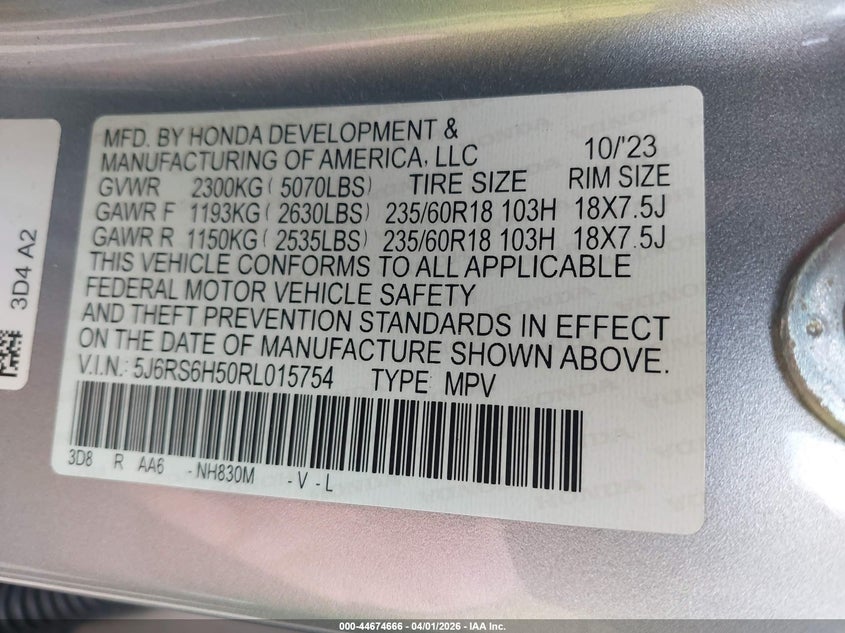 MFD. BY HONDA DEVELOPMENT &
MANUFACTURING OF AMERICA, LLC 10/'23
GVWR 2300KG ( 5070LBS) TIRE SIZE RIM SIZE
GAWR F 1193KG ( 2630LBS) 235/60R18 103H 18X7.5J
GAWR R 1150KG ( 2535LBS) 235/60R18 103H 18X7.5J
THIS VEHICLE CONFORMS TO ALL APPLICABLE
FEDERAL MOTOR VEHICLE SAFETY
AND THEFT PREVENTION STANDARDS IN EFFECT
ON THE DATE OF MANUFACTURE SHOWN ABOVE.
V.I.N.: 5J6RS6H50RL015754 TYPE: MPV
3D8 R AA6 -NH830M -V-L
3D4 A2
000-44674666 | 04/01/2026 | IAA Inc.